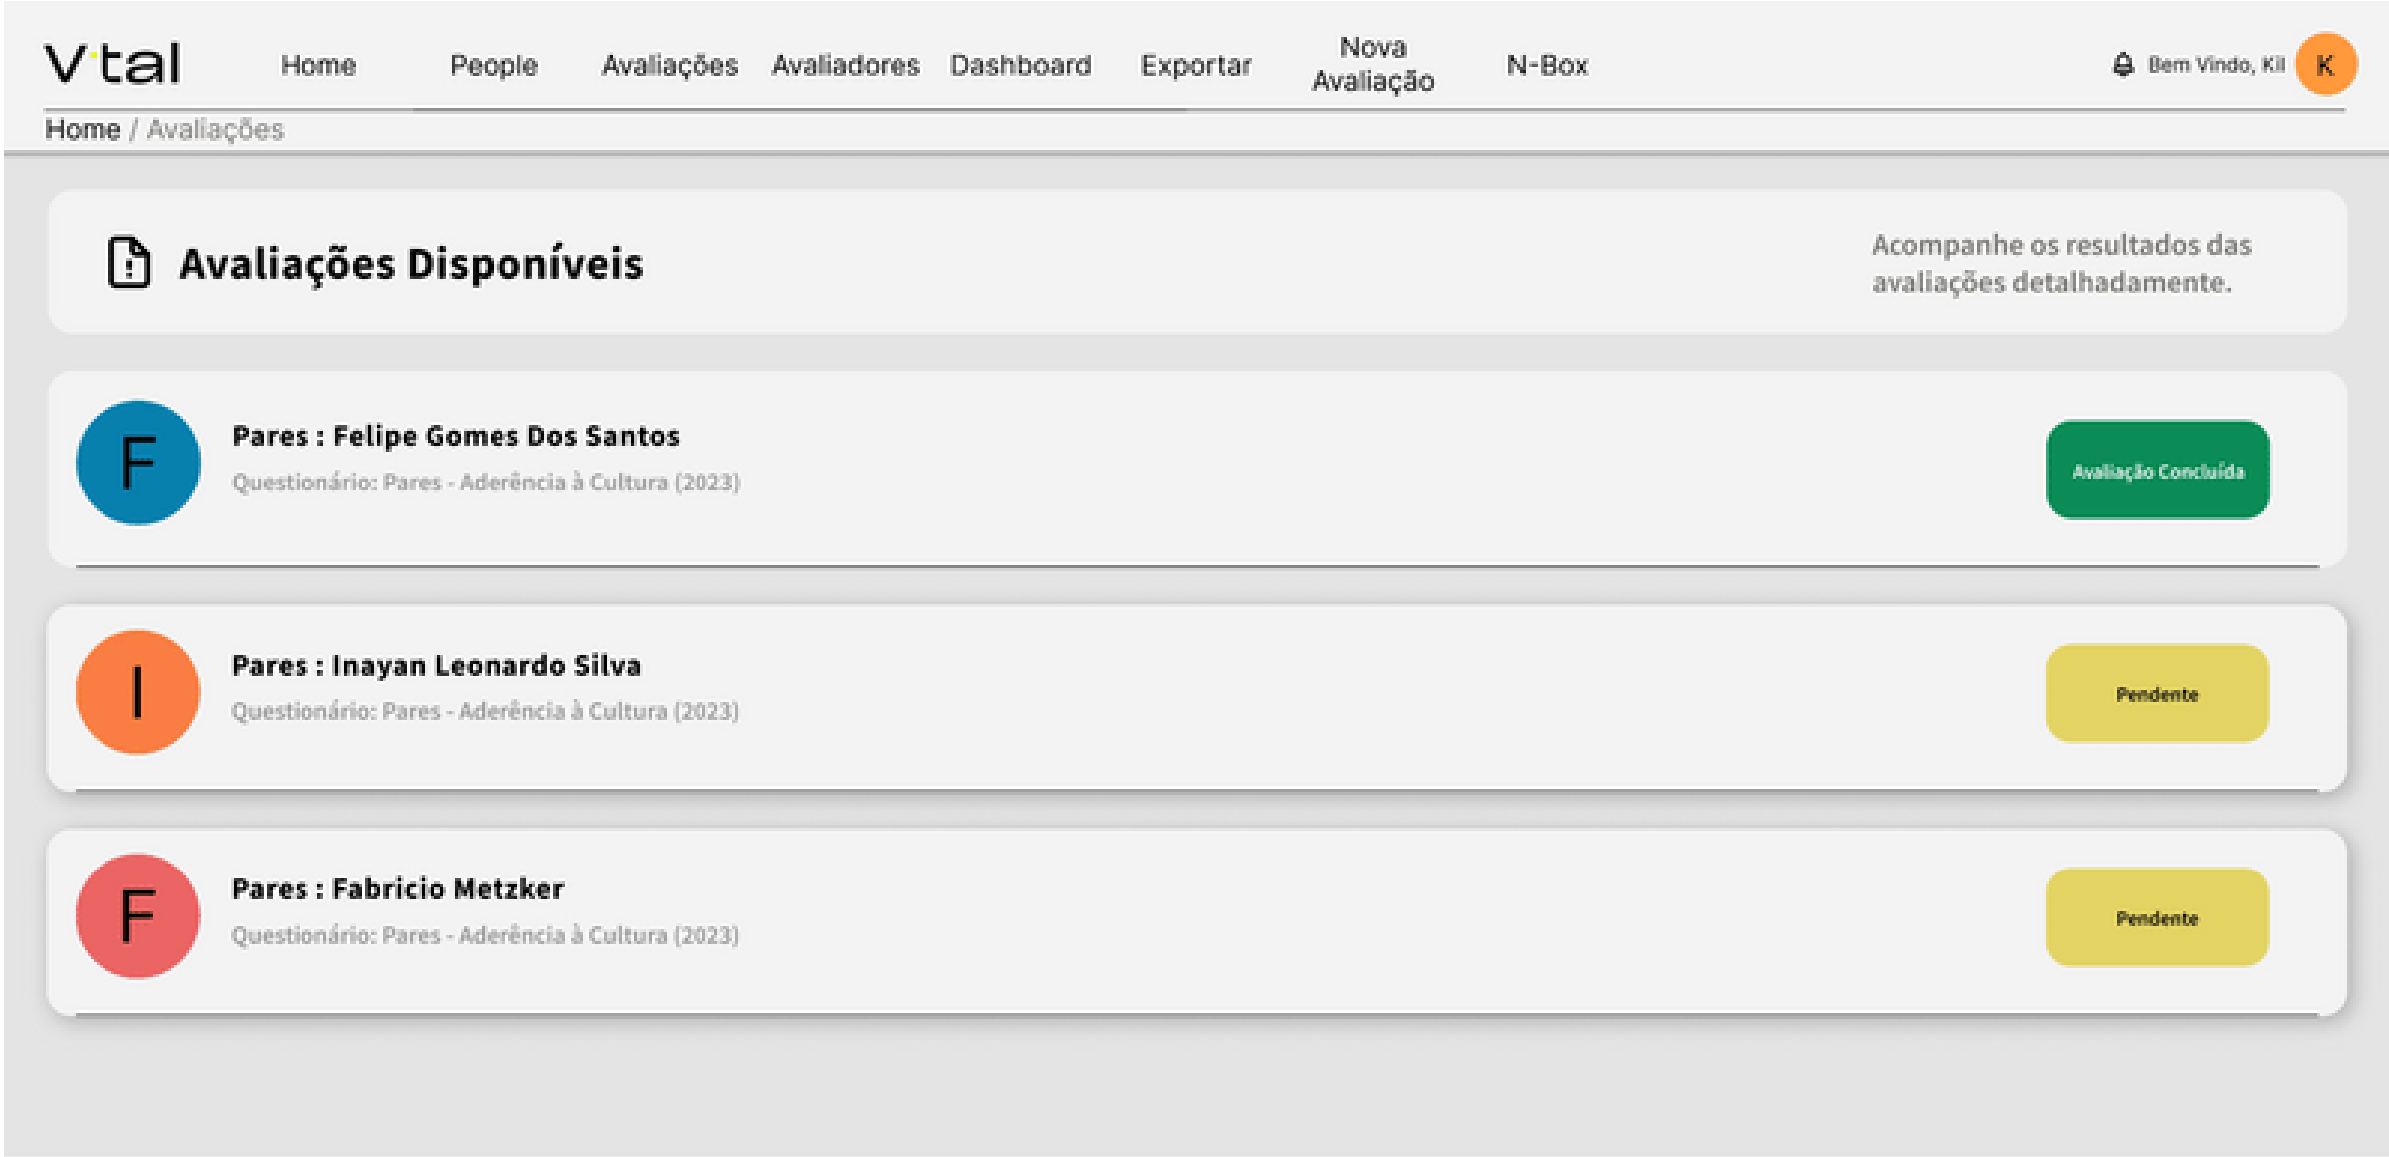 V·tal
Home People Avaliações Avaliadores Dashboard Exportar Nova Avaliação N-Box
Bem Vindo, Kil K
Home / Avaliações
Avaliações Disponíveis
Acompanhe os resultados das
avaliações detalhadamente.
F
Pares : Felipe Gomes Dos Santos
Questionário: Pares - Aderência à Cultura (2023)
Avaliação Concluída
I
Pares : Inayan Leonardo Silva
Questionário: Pares - Aderência à Cultura (2023)
Pendente
F
Pares : Fabricio Metzker
Questionário: Pares - Aderência à Cultura (2023)
Pendente